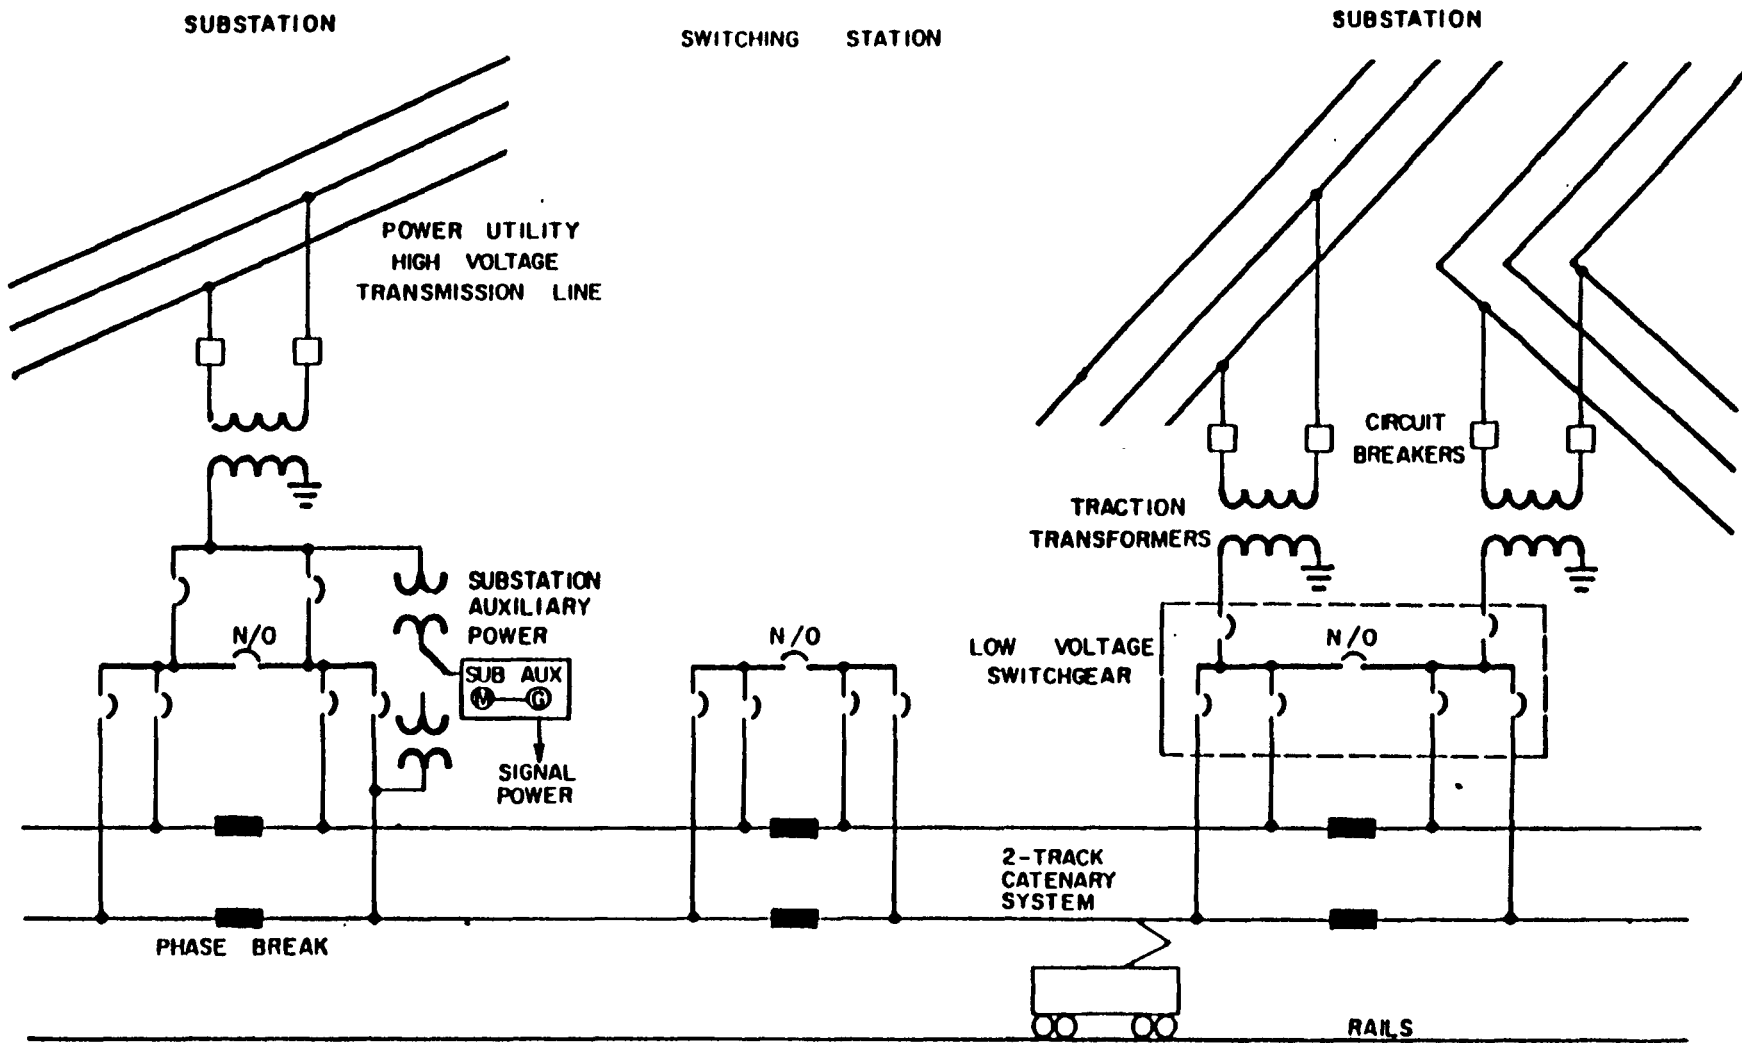 SUBSTATION
SWITCHING STATION
SUBSTATION
POWER UTILITY
HIGH VOLTAGE
TRANSMISSION LINE
CIRCUIT
BREAKERS
TRACTION
TRANSFORMERS
SUBSTATION
AUXILIARY
POWER
N/O
N/O
N/O
LOW VOLTAGE
SWITCHGEAR
SUB AUX
M G
SIGNAL
POWER
2-TRACK
CATENARY
SYSTEM
PHASE BREAK
RAILS